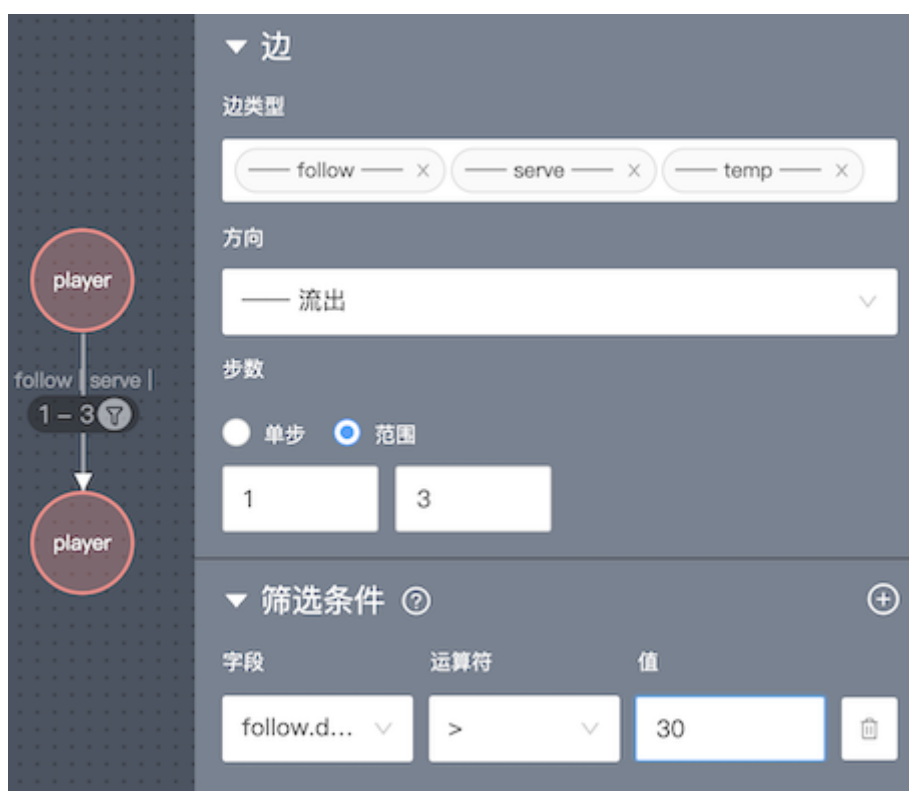 边
边类型
follow
serve
temp
方向
流出
步数
单步
范围
1
3
筛选条件
字段
运算符
值
follow.d...
>
30
player
follow | serve |
1 – 3
player